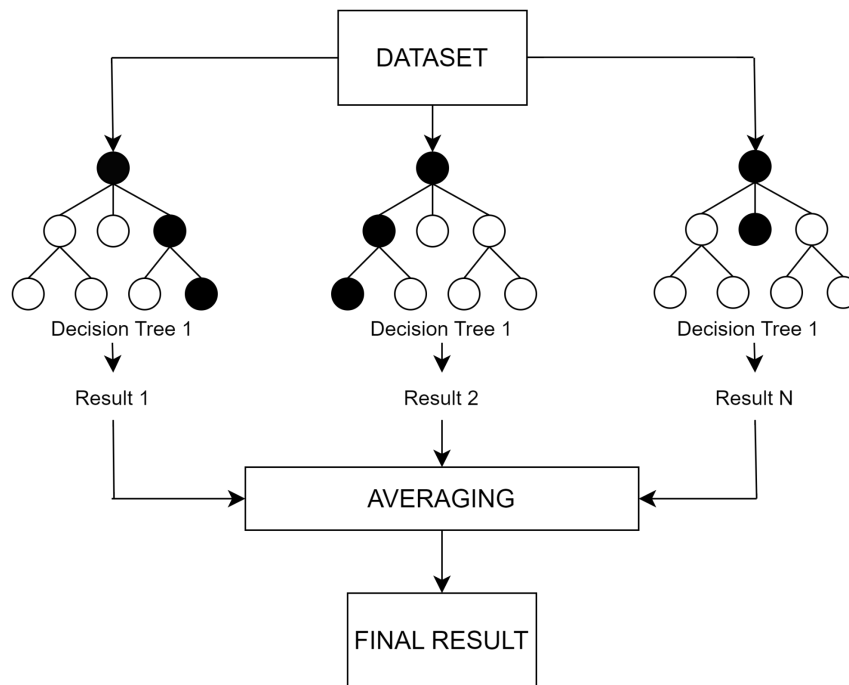 DATASET
Decision Tree 1
Decision Tree 1
Decision Tree 1
Result 1
Result 2
Result N
AVERAGING
FINAL RESULT